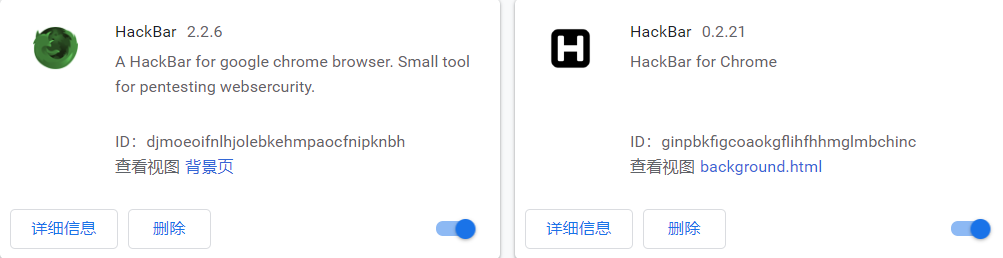 HackBar 2.2.6
A HackBar for google chrome browser. Small tool
for pentesting websercurity.
ID：djmoeoifnlhjolebkehmpaocfnipknbh
查看视图 背景页
详细信息 删除
H
HackBar 0.2.21
HackBar for Chrome
ID：ginpbkfigcoaokgflihfhhmglmbchinc
查看视图 background.html
详细信息 删除